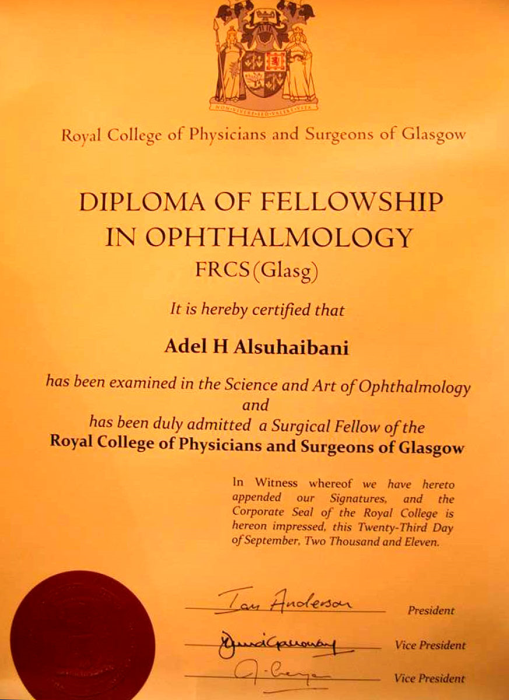 Royal College of Physicians and Surgeons of Glasgow
DIPLOMA OF FELLOWSHIP
IN OPHTHALMOLOGY
FRCS(Glasg)
It is hereby certified that
Adel H Alsuhaibani
has been examined in the Science and Art of Ophthalmology
and
has been duly admitted a Surgical Fellow of the
Royal College of Physicians and Surgeons of Glasgow
In Witness whereof we have hereto
appended our Signatures, and the
Corporate Seal of the Royal College is
hereon impressed, this Twenty-Third Day
of September, Two Thousand and Eleven.
Ian Anderson President
Vice President
Vice President